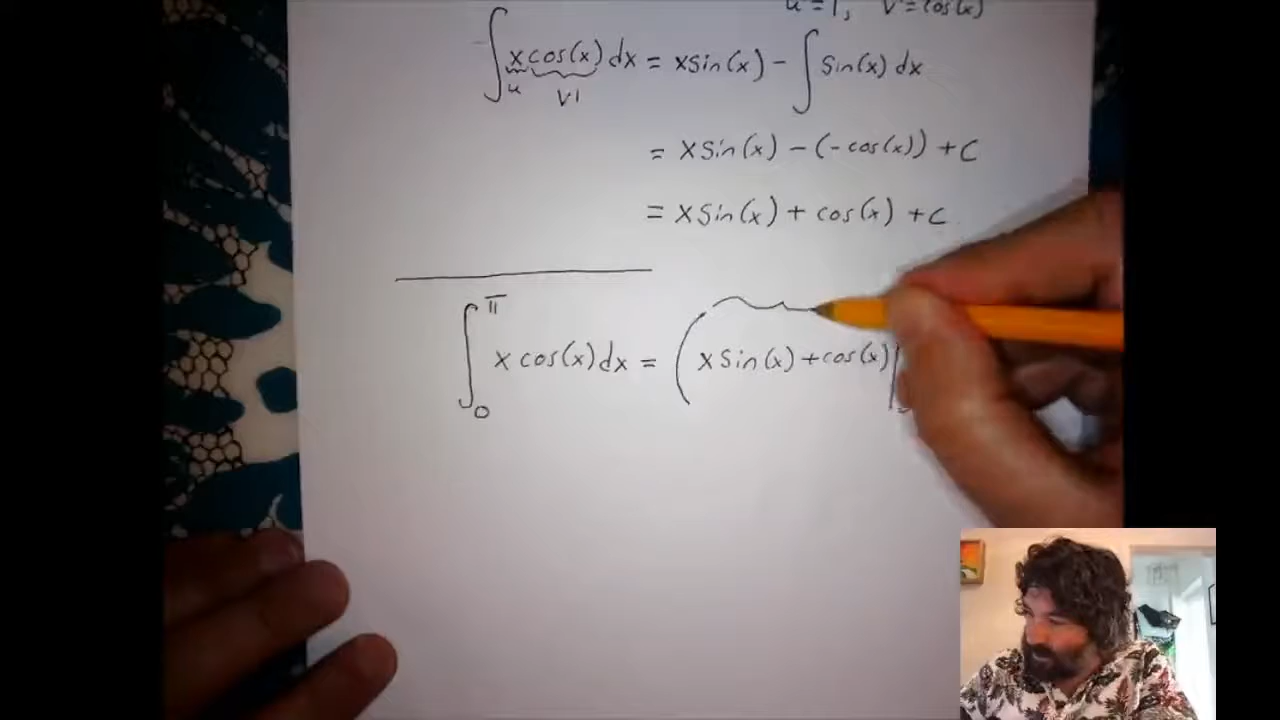 u'=1, v=cos(x)
∫ x cos(x) dx = x sin(x) - ∫ sin(x) dx
u v'
= x sin(x) - (-cos(x)) + C
= x sin(x) + cos(x) + C
∫₀^π x cos(x) dx = (x sin(x) + cos(x)|